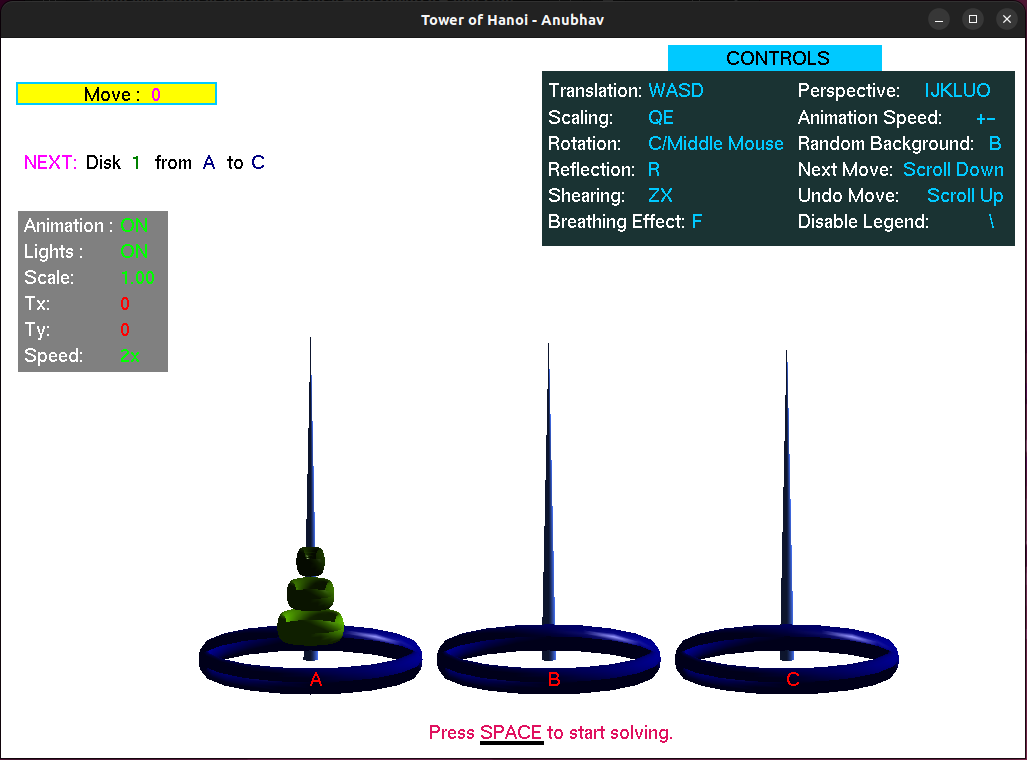 Tower of Hanoi - Anubhav
CONTROLS
Move : 0
Translation: WASD Perspective: IJKLUO
Scaling: QE Animation Speed: +-
Rotation: C/Middle Mouse Random Background: B
NEXT: Disk 1 from A to C
Reflection: R Next Move: Scroll Down
Shearing: ZX Undo Move: Scroll Up
Breathing Effect: F Disable Legend: \
Animation : ON
Lights : ON
Scale: 1.00
Tx: 0
Ty: 0
Speed: 2x
A B C
Press SPACE to start solving.